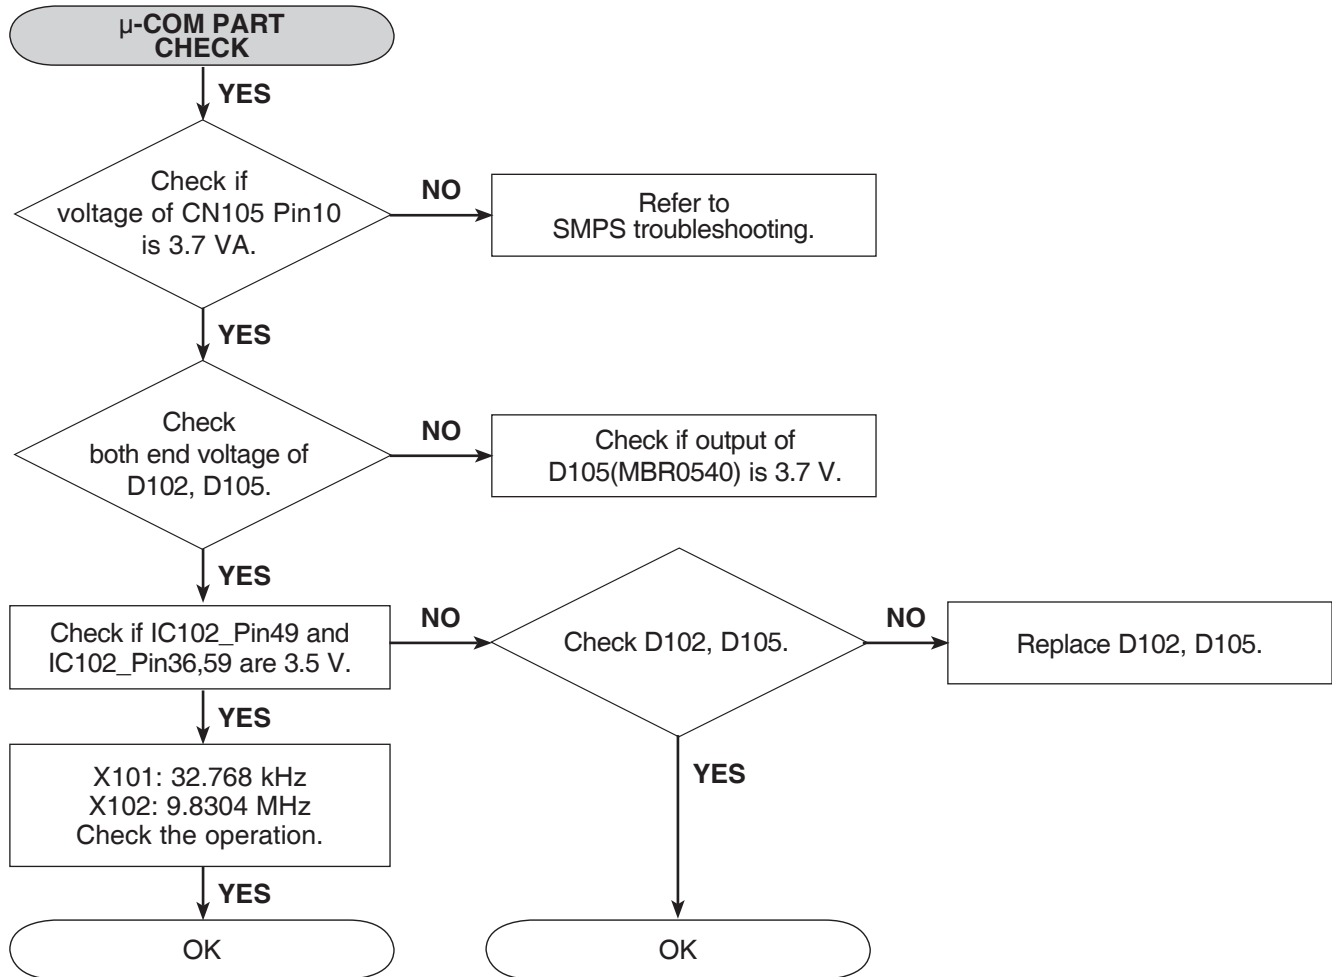 µ-COM PART
CHECK
YES
Check if
voltage of CN105 Pin10
is 3.7 VA.
NO
Refer to
SMPS troubleshooting.
YES
Check
both end voltage of
D102, D105.
NO
Check if output of
D105(MBR0540) is 3.7 V.
YES
Check if IC102_Pin49 and
IC102_Pin36,59 are 3.5 V.
NO
Check D102, D105.
NO
Replace D102, D105.
YES
X101: 32.768 kHz
X102: 9.8304 MHz
Check the operation.
YES
YES
OK
OK